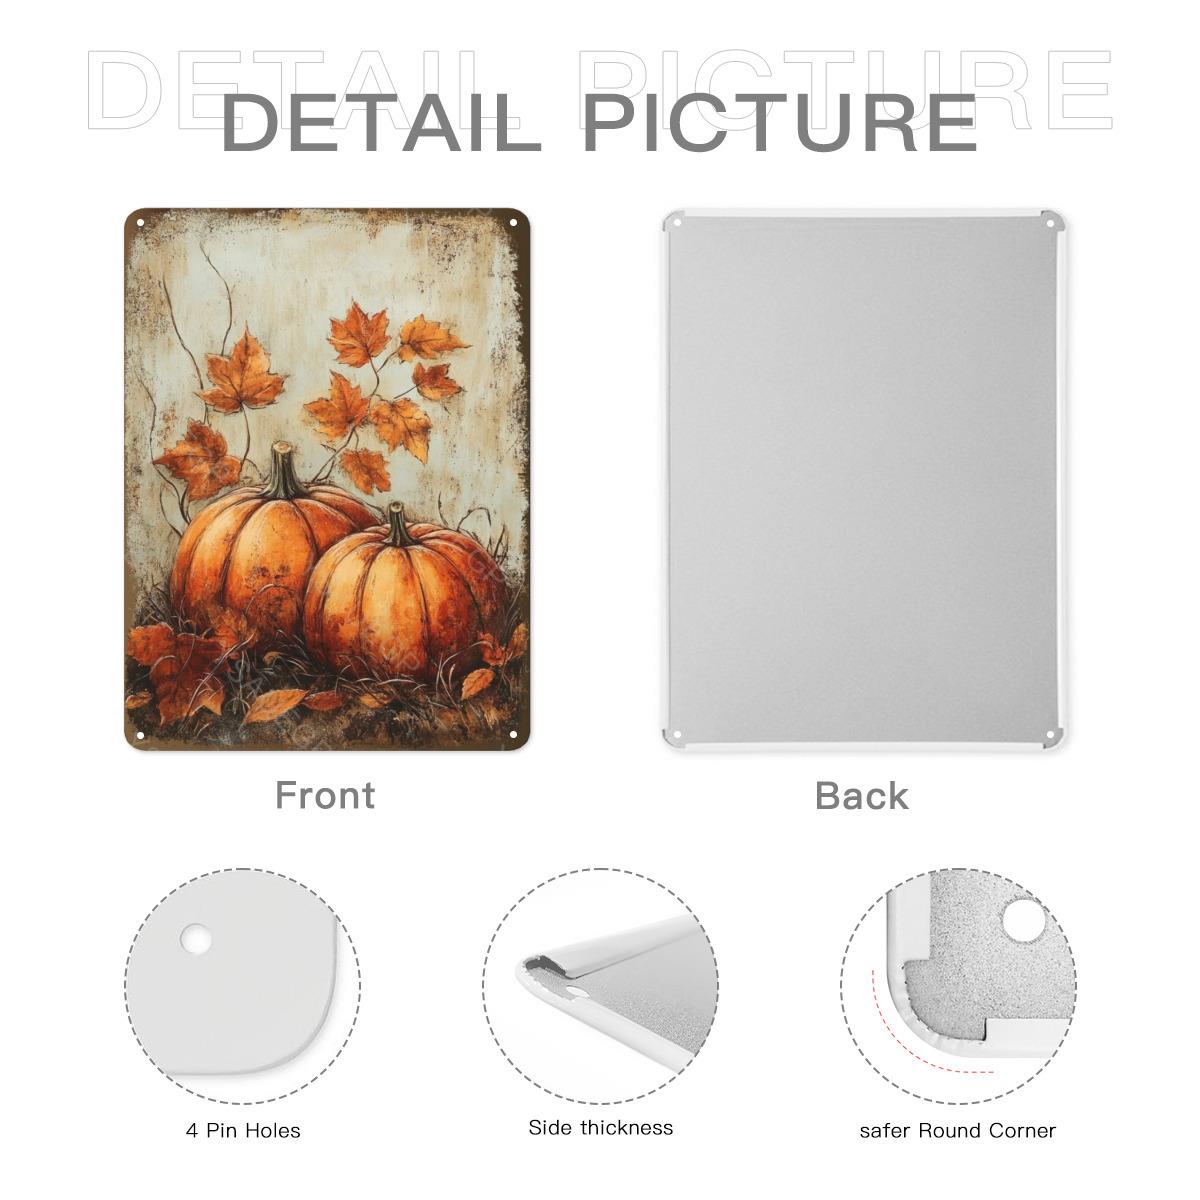 DETAIL PICTURE
DETAIL PICTURE
Front
Back
4 Pin Holes
Side thickness
safer Round Corner